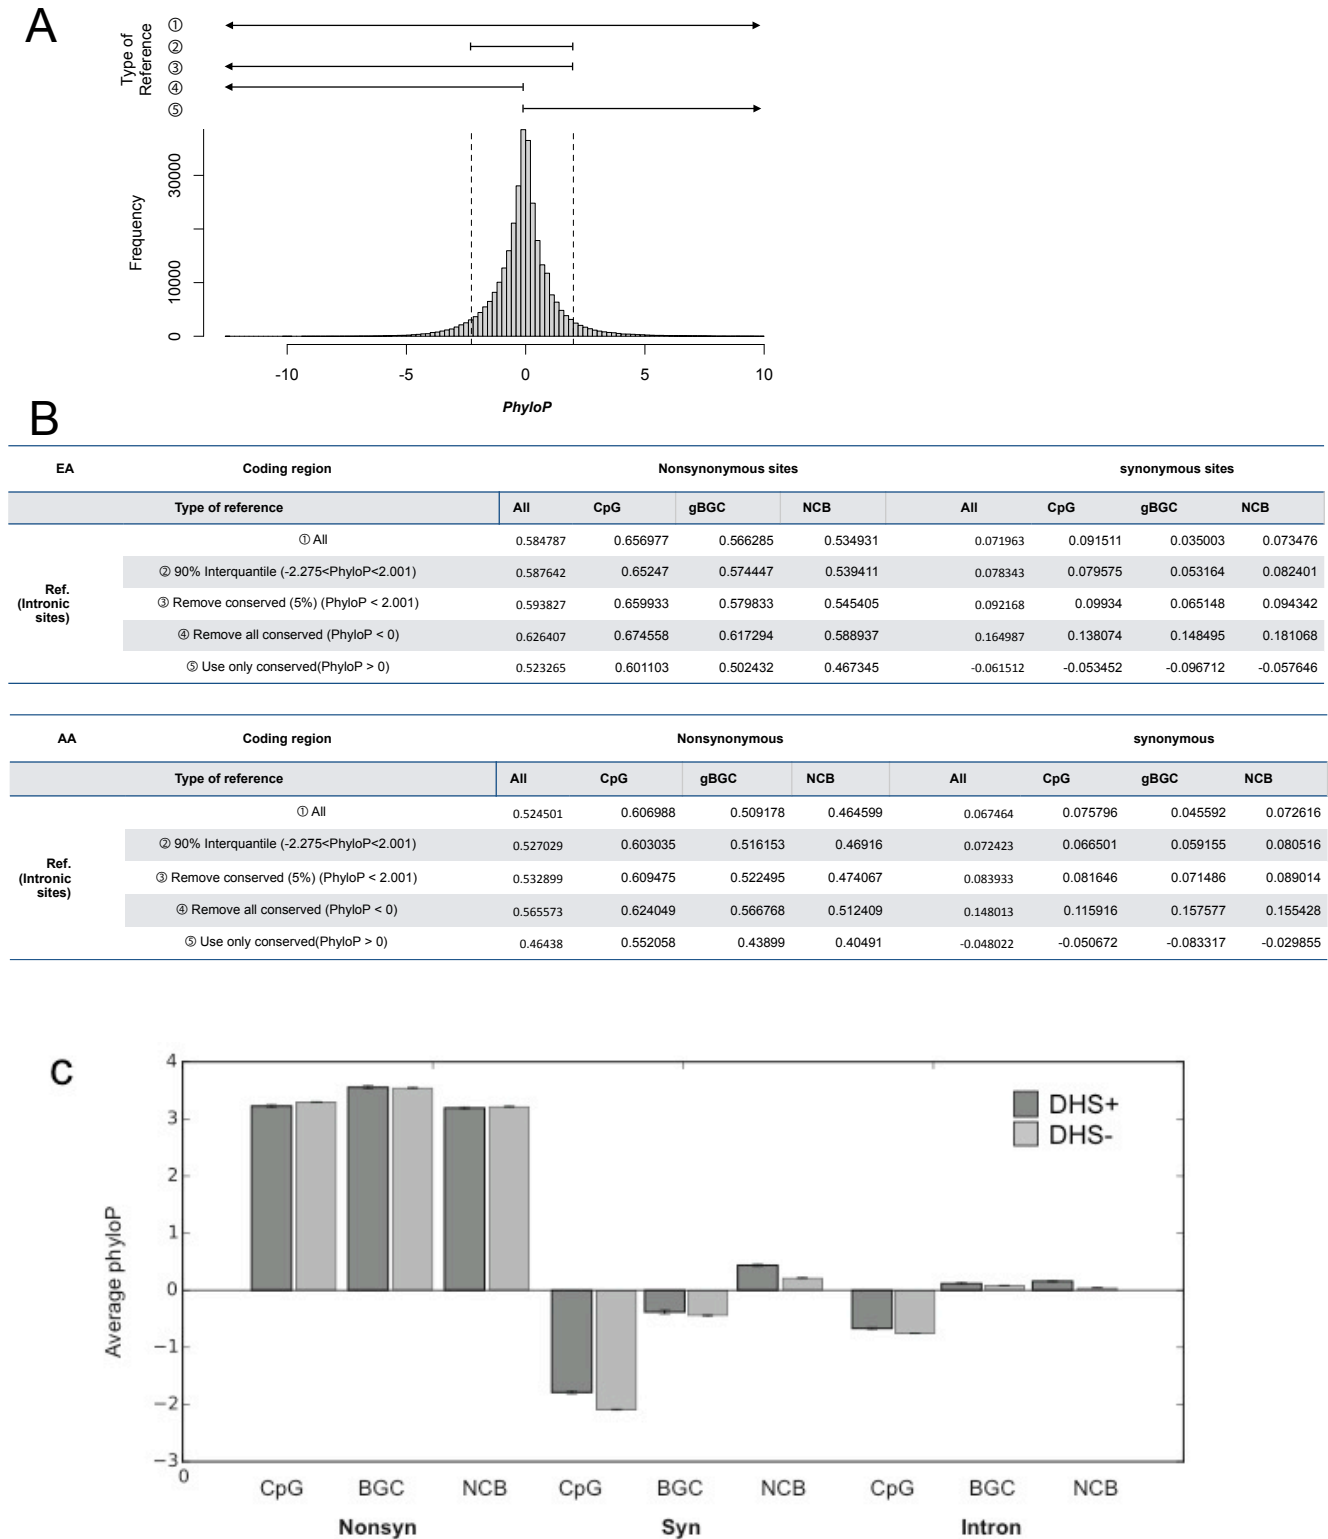 A
Type of
Reference
①
②
③
④
⑤
Frequency
0
10000
30000
-10
-5
0
5
10
PhyloP
B
EA Coding region Nonsynonymous sites synonymous sites
Type of reference All CpG gBGC NCB All CpG gBGC NCB
① All 0.584787 0.656977 0.566285 0.534931 0.071963 0.091511 0.035003 0.073476
② 90% Interquantile (-2.275<PhyloP<2.001) 0.587642 0.65247 0.574447 0.539411 0.078343 0.079575 0.053164 0.082401
Ref.
(Intronic
sites)
③ Remove conserved (5%) (PhyloP < 2.001) 0.593827 0.659933 0.579833 0.545405 0.092168 0.09934 0.065148 0.094342
④ Remove all conserved (PhyloP < 0) 0.626407 0.674558 0.617294 0.588937 0.164987 0.138074 0.148495 0.181068
⑤ Use only conserved(PhyloP > 0) 0.523265 0.601103 0.502432 0.467345 -0.061512 -0.053452 -0.096712 -0.057646
AA Coding region Nonsynonymous synonymous
Type of reference All CpG gBGC NCB All CpG gBGC NCB
① All 0.524501 0.606988 0.509178 0.464599 0.067464 0.075796 0.045592 0.072616
② 90% Interquantile (-2.275<PhyloP<2.001) 0.527029 0.603035 0.516153 0.46916 0.072423 0.066501 0.059155 0.080516
Ref.
(Intronic
sites)
③ Remove conserved (5%) (PhyloP < 2.001) 0.532899 0.609475 0.522495 0.474067 0.083933 0.081646 0.071486 0.089014
④ Remove all conserved (PhyloP < 0) 0.565573 0.624049 0.566768 0.512409 0.148013 0.115916 0.157577 0.155428
⑤ Use only conserved(PhyloP > 0) 0.46438 0.552058 0.43899 0.40491 -0.048022 -0.050672 -0.083317 -0.029855
C
Average phyloP
4
3
2
1
0
−1
−2
−3
0
DHS+
DHS-
CpG BGC NCB CpG BGC NCB CpG BGC NCB
Nonsyn Syn Intron